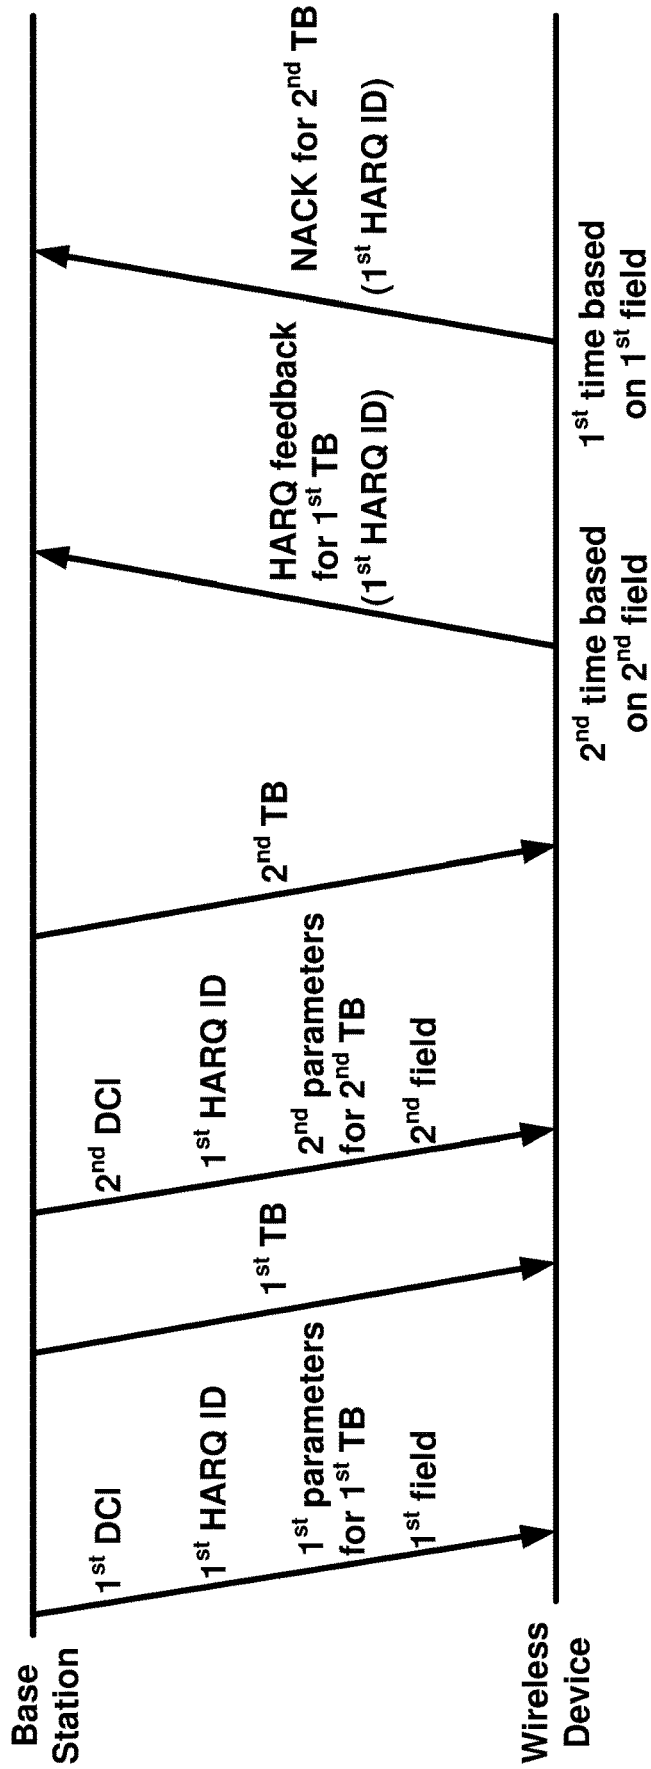 Base
Station
1st DCI
1st HARQ ID
1st parameters
for 1st TB
1st field
1st TB
2nd DCI
1st HARQ ID
2nd parameters
for 2nd TB
2nd field
2nd TB
HARQ feedback
for 1st TB
(1st HARQ ID)
NACK for 2nd TB
(1st HARQ ID)
Wireless
Device
2nd time based
on 2nd field
1st time based
on 1st field